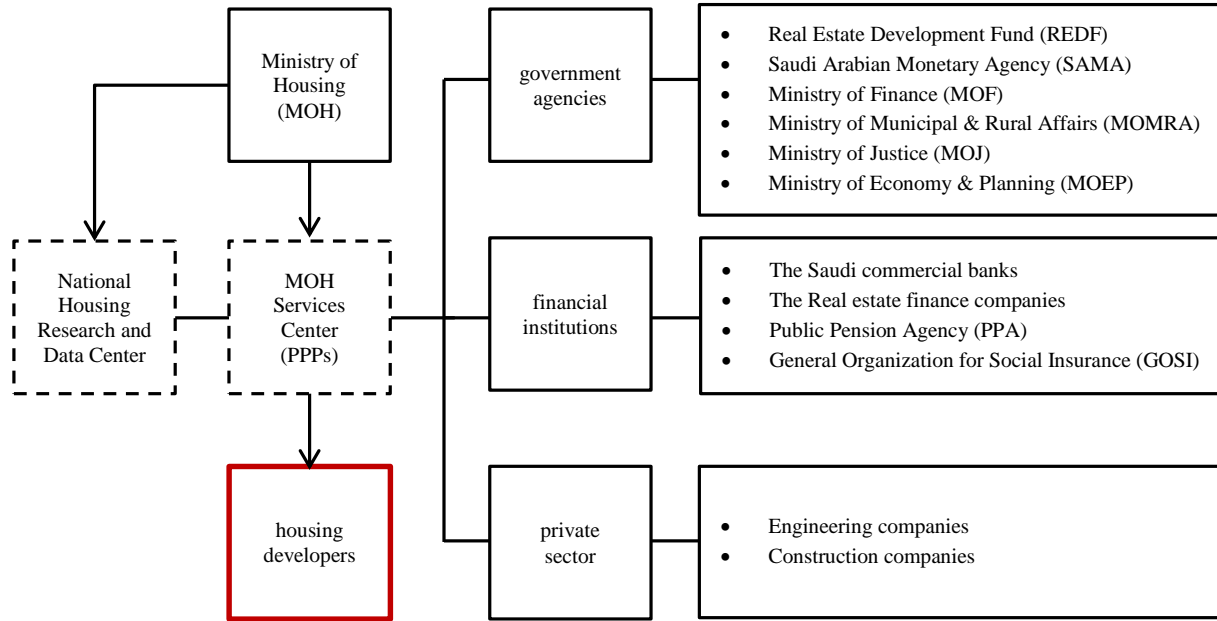 Ministry of
Housing
(MOH)
government
agencies
• Real Estate Development Fund (REDF)
• Saudi Arabian Monetary Agency (SAMA)
• Ministry of Finance (MOF)
• Ministry of Municipal & Rural Affairs (MOMRA)
• Ministry of Justice (MOJ)
• Ministry of Economy & Planning (MOEP)
National
Housing
Research and
Data Center
MOH
Services
Center
(PPPs)
financial
institutions
• The Saudi commercial banks
• The Real estate finance companies
• Public Pension Agency (PPA)
• General Organization for Social Insurance (GOSI)
housing
developers
private
sector
• Engineering companies
• Construction companies